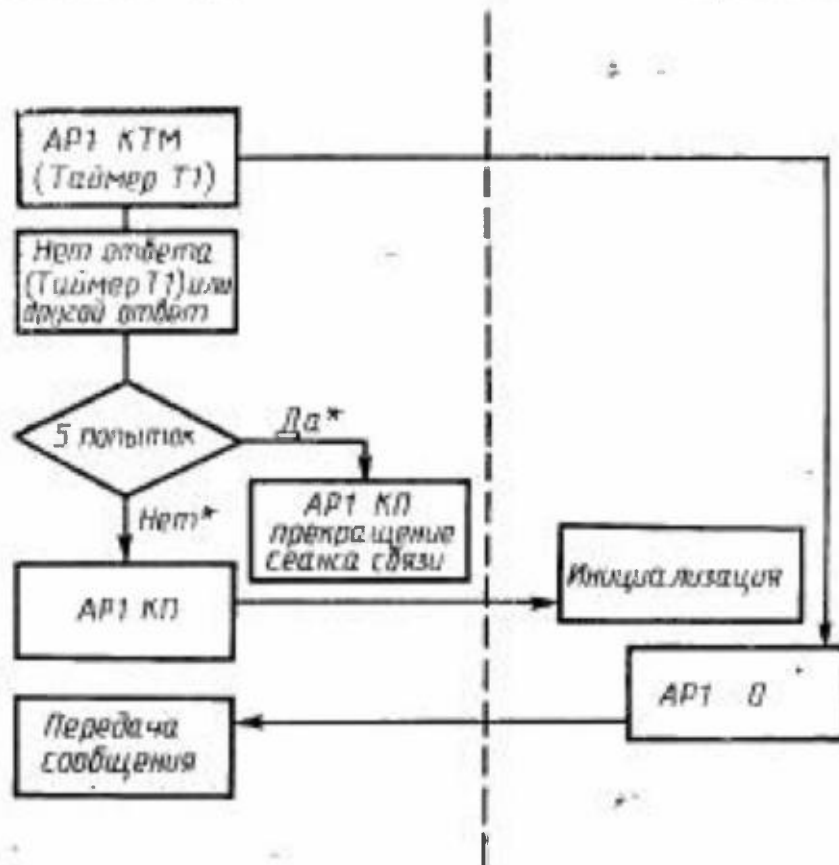 АР1 КТМ
(Таймер Т1)
Нет ответа
(Таймер Т1) или
другой ответ
5 попыток
Да*
АР1 КП
прекращение
сеанса связи
Нет*
АР1 КП
Инициализация
АР1 0
Передача
сообщения